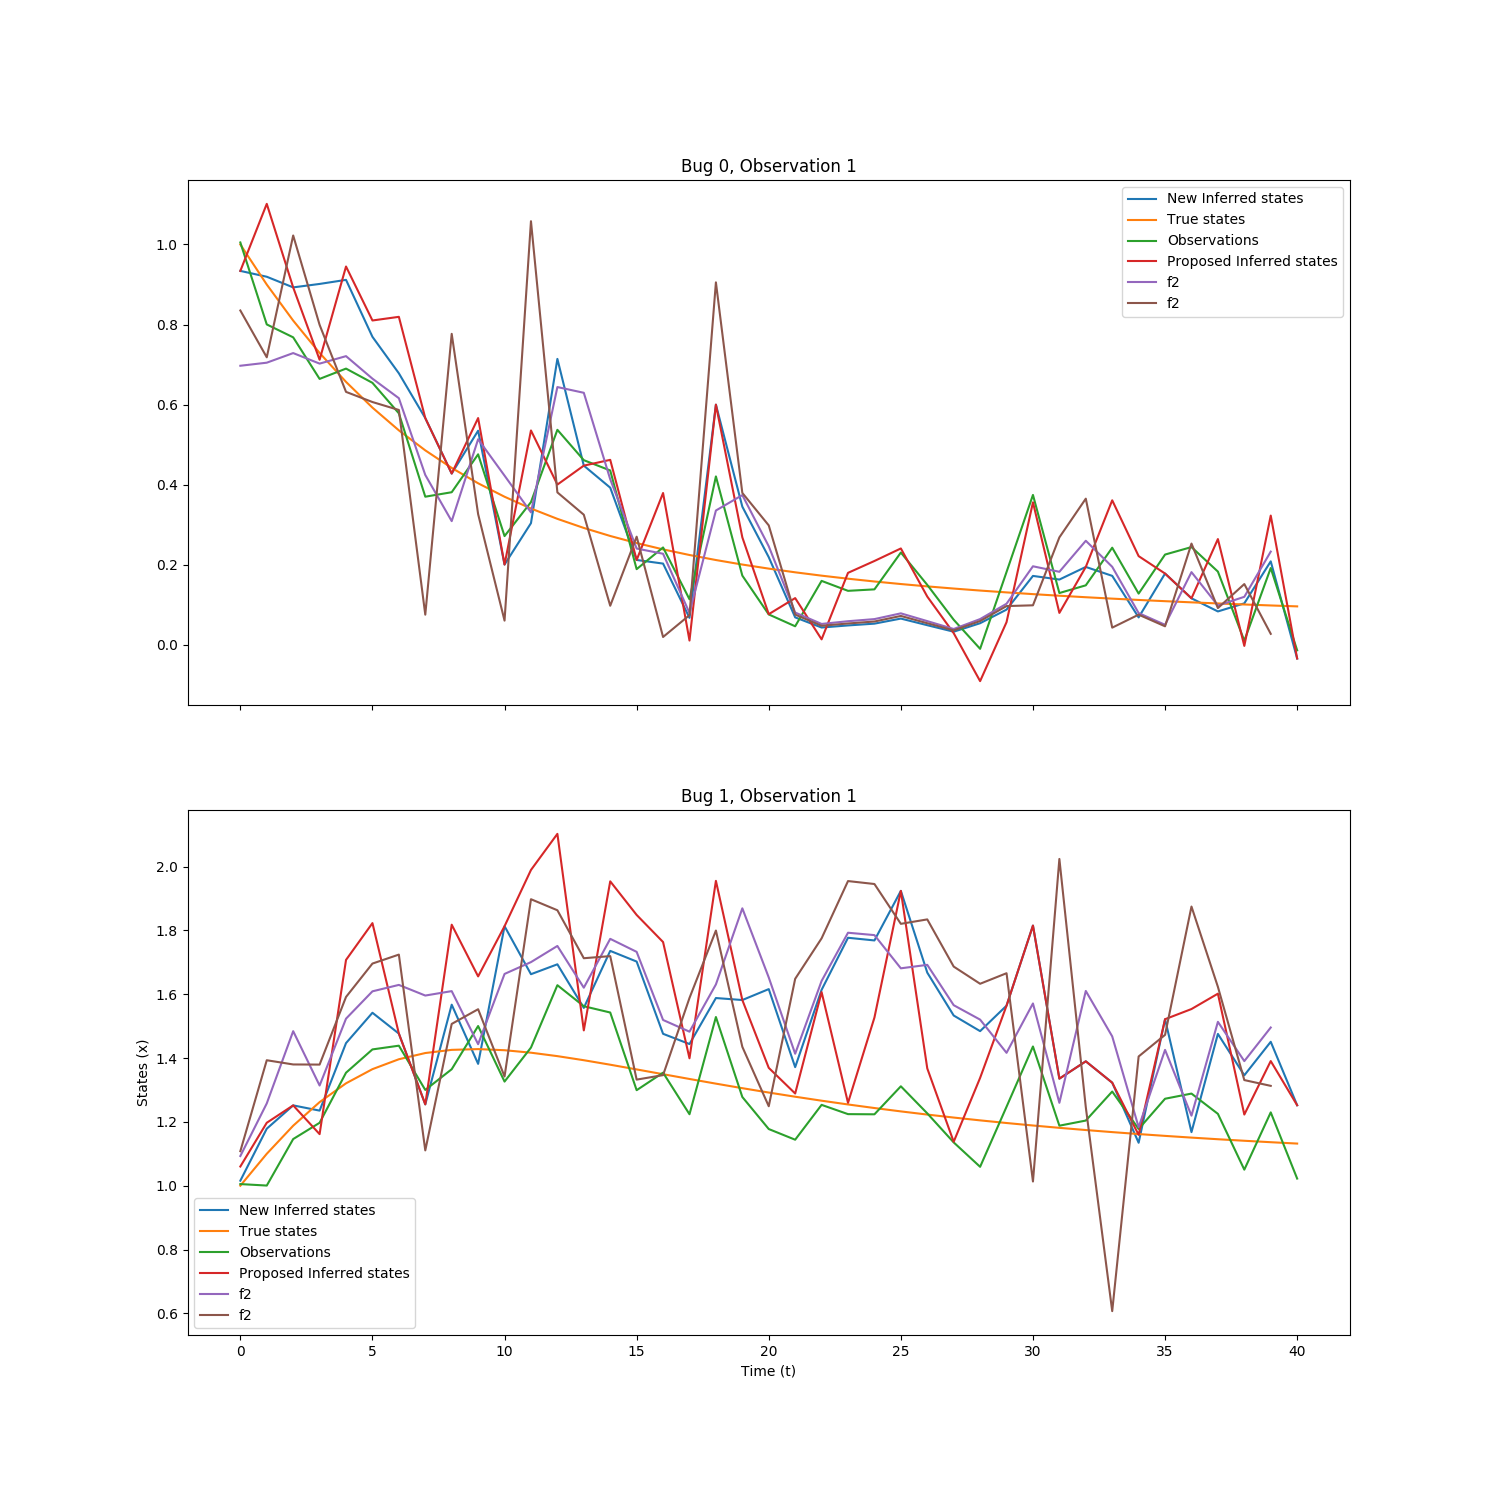 Bug 0, Observation 1
1.0
0.8
0.6
0.4
0.2
0.0
New Inferred states
True states
Observations
Proposed Inferred states
f2
f2
Bug 1, Observation 1
States (x)
2.0
1.8
1.6
1.4
1.2
1.0
0.8
0.6
New Inferred states
True states
Observations
Proposed Inferred states
f2
f2
0 5 10 15 20 25 30 35 40
Time (t)